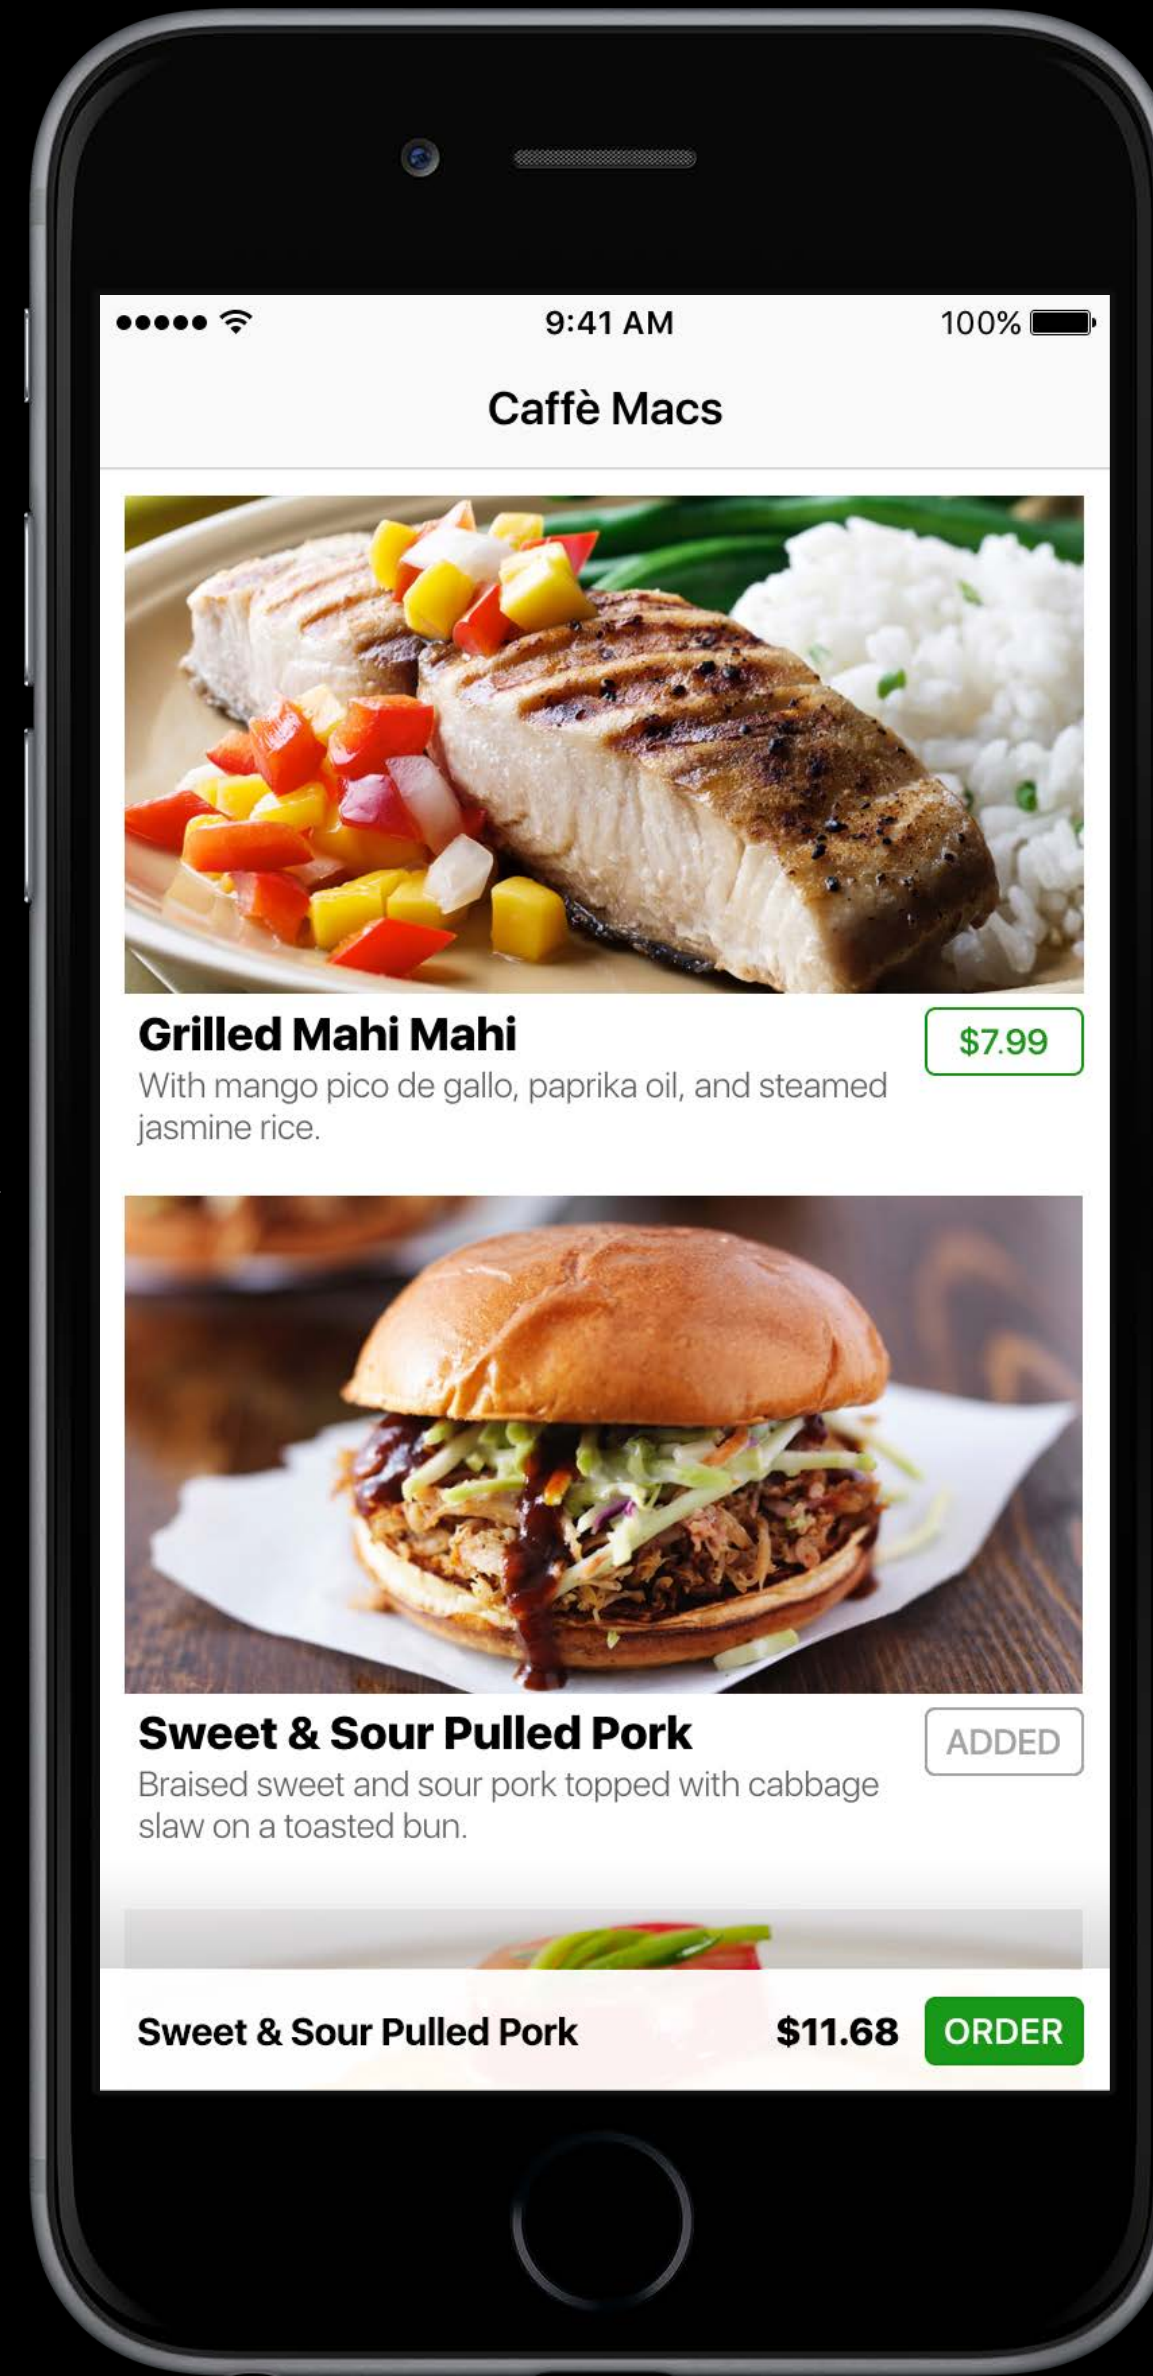 9:41 AM
100%
Caffè Macs
Grilled Mahi Mahi
$7.99
With mango pico de gallo, paprika oil, and steamed
jasmine rice.
Sweet & Sour Pulled Pork
ADDED
Braised sweet and sour pork topped with cabbage
slaw on a toasted bun.
Sweet & Sour Pulled Pork
$11.68
ORDER